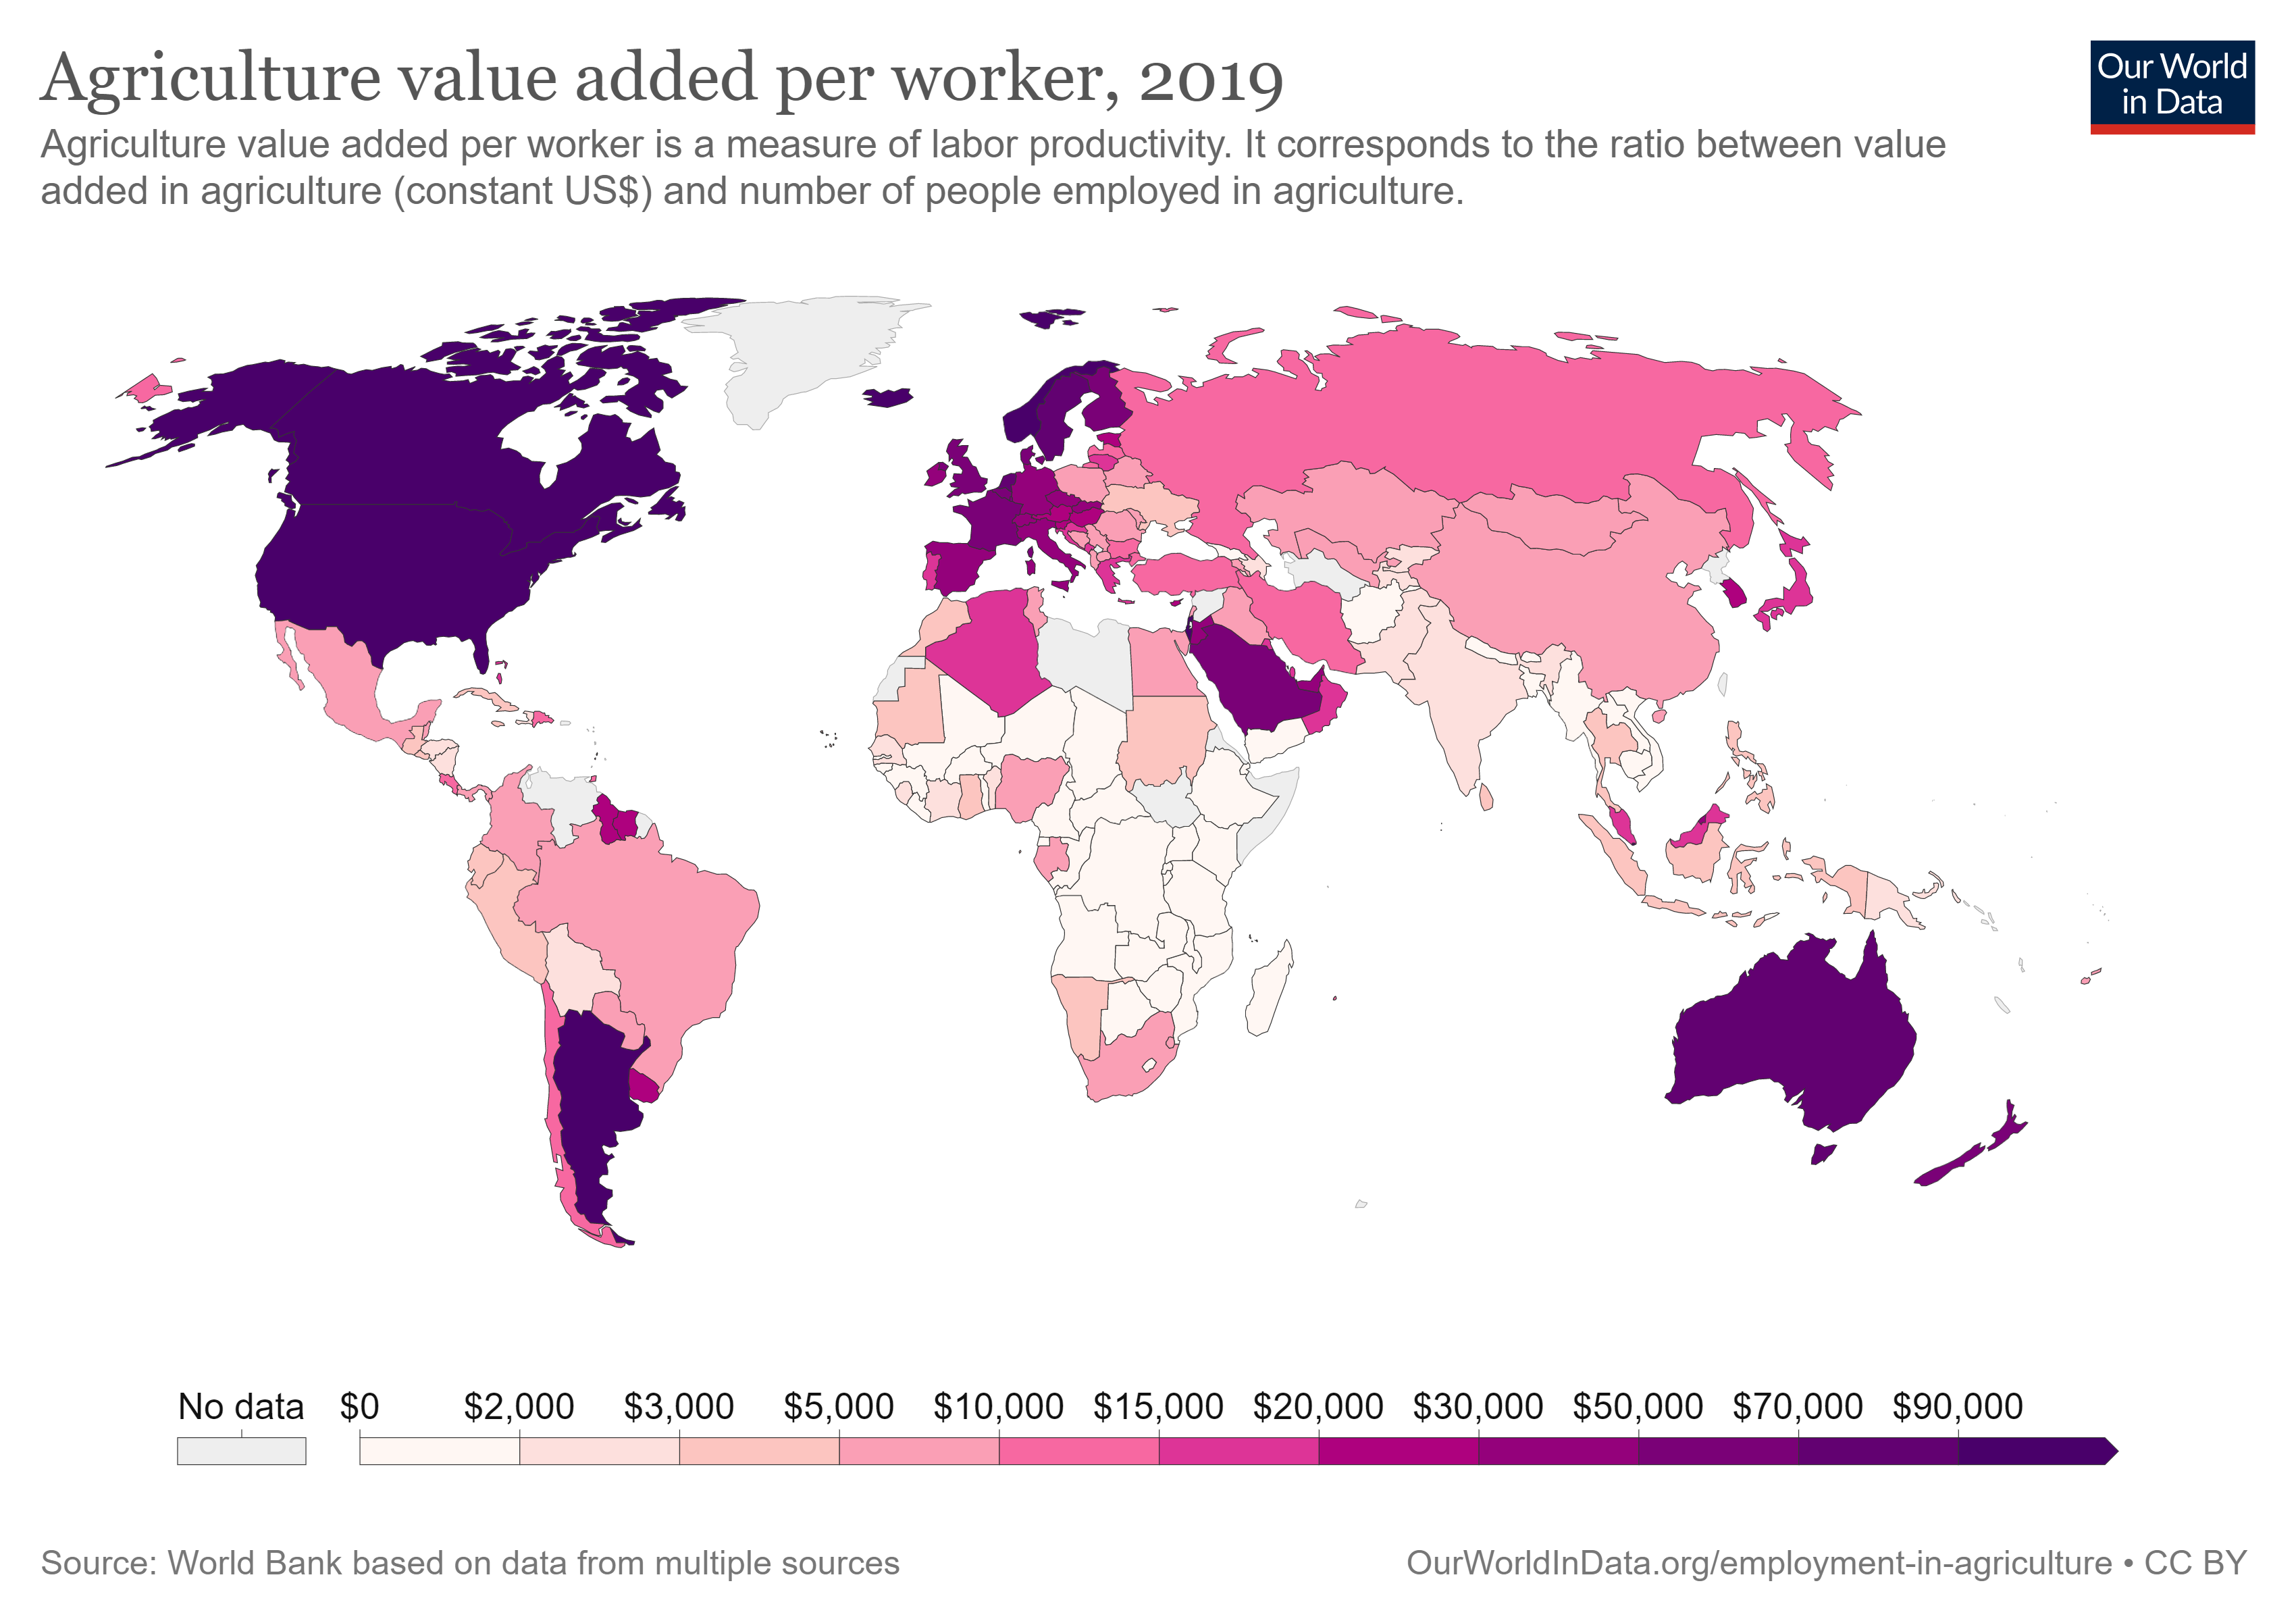 Agriculture value added per worker, 2019
Our World
in Data
Agriculture value added per worker is a measure of labor productivity. It corresponds to the ratio between value
added in agriculture (constant US$) and number of people employed in agriculture.
No data $0 $2,000 $3,000 $5,000 $10,000 $15,000 $20,000 $30,000 $50,000 $70,000 $90,000
Source: World Bank based on data from multiple sources
OurWorldInData.org/employment-in-agriculture • CC BY